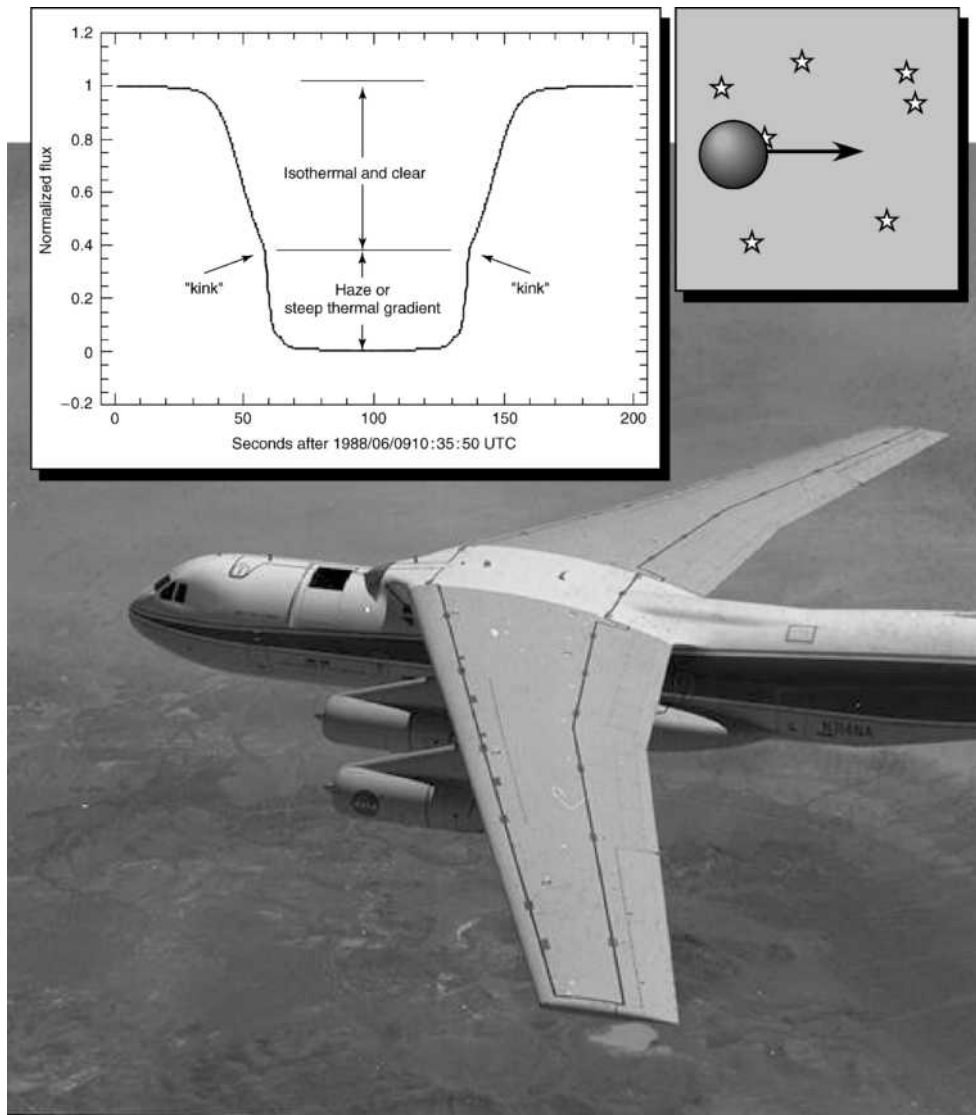 1.2
1
0.8
0.6
0.4
0.2
0
−0.2
Normalized flux
Isothermal and clear
"kink"
"kink"
Haze or
steep thermal gradient
0
50
100
150
200
Seconds after 1988/06/0910:35:50 UTC
N714NA